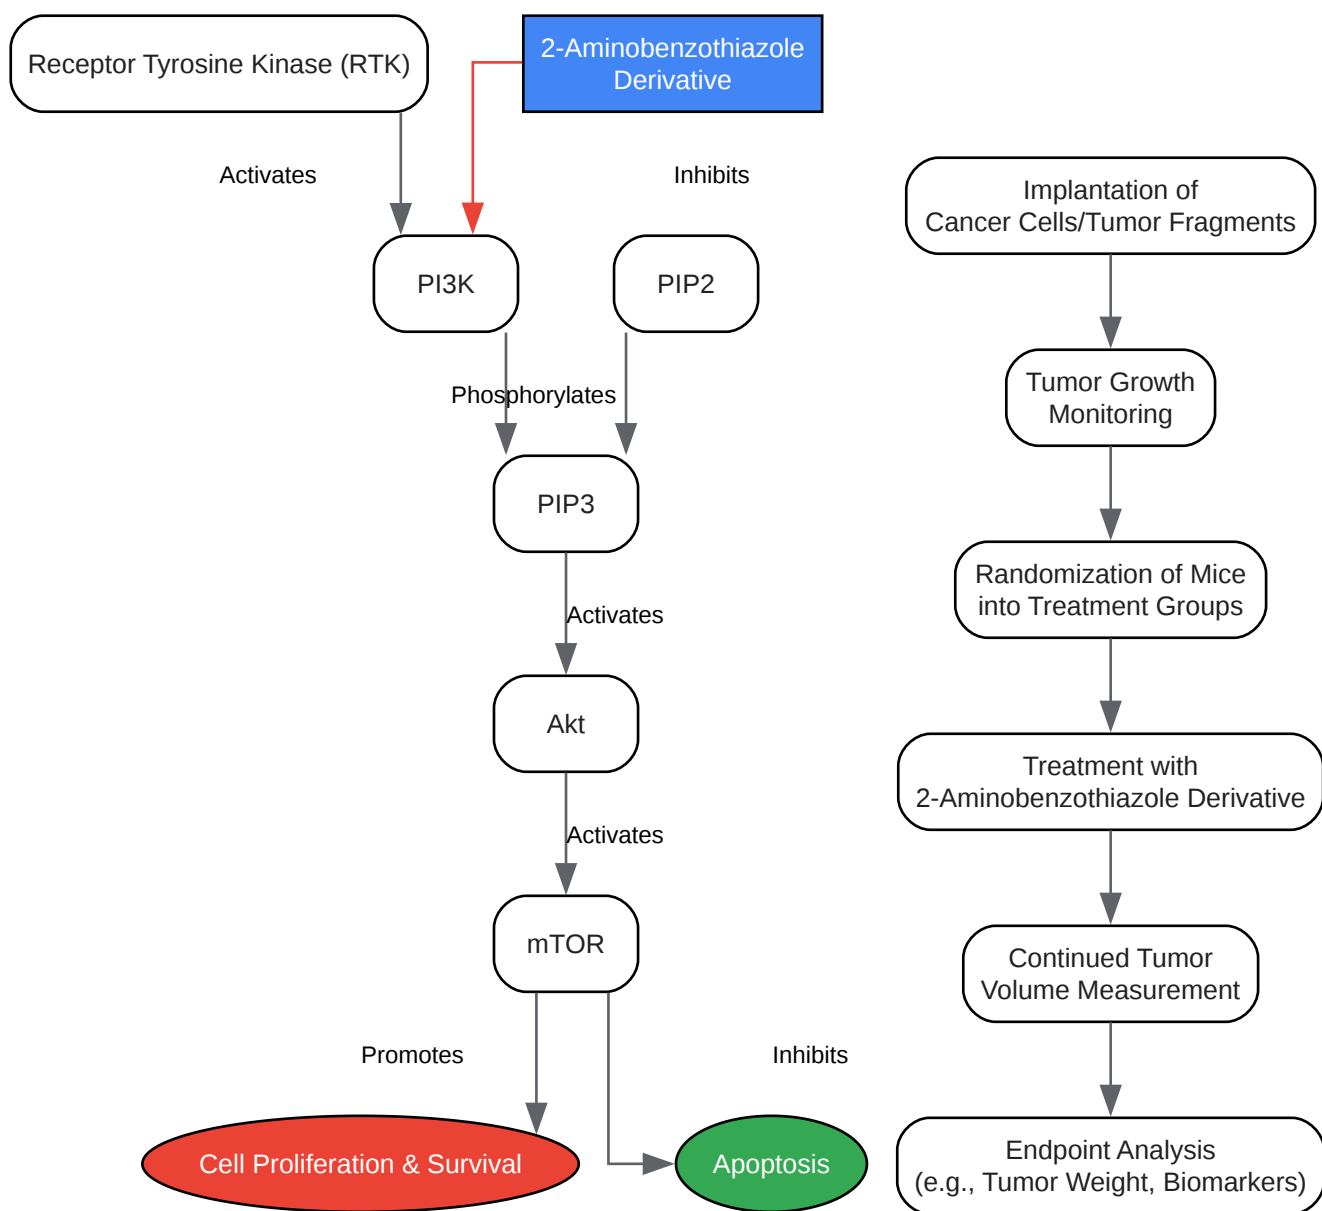 Receptor Tyrosine Kinase (RTK)
2-Aminobenzothiazole
Derivative
Activates
Inhibits
PI3K
PIP2
Phosphorylates
PIP3
Activates
Akt
Activates
mTOR
Promotes
Inhibits
Cell Proliferation & Survival
Apoptosis
Implantation of
Cancer Cells/Tumor Fragments
Tumor Growth
Monitoring
Randomization of Mice
into Treatment Groups
Treatment with
2-Aminobenzothiazole Derivative
Continued Tumor
Volume Measurement
Endpoint Analysis
(e.g., Tumor Weight, Biomarkers)